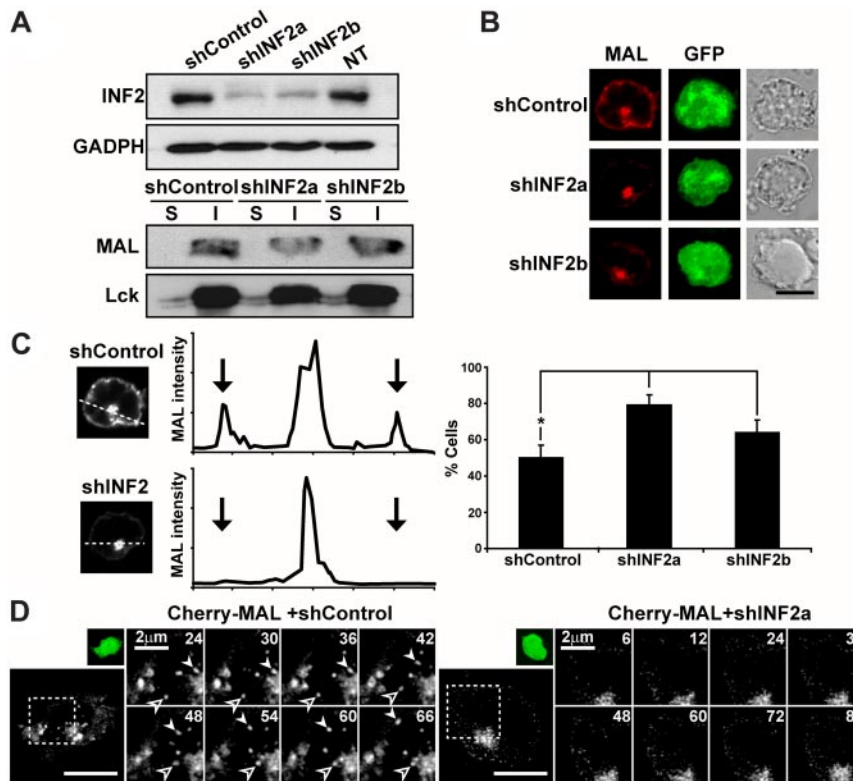 A
shControl
shINF2a
shINF2b
NT
INF2
GADPH
shControl shINF2a shINF2b
S I S I S I
MAL
Lck
B
MAL GFP
shControl
shINF2a
shINF2b
C
shControl
MAL intensity
shINF2
MAL intensity
% Cells
100
80
60
40
20
0
*
shControl shINF2a shINF2b
D
Cherry-MAL +shControl
2μm 24 30 36 42
48 54 60 66
Cherry-MAL+shINF2a
2μm 6 12 24
48 60 72